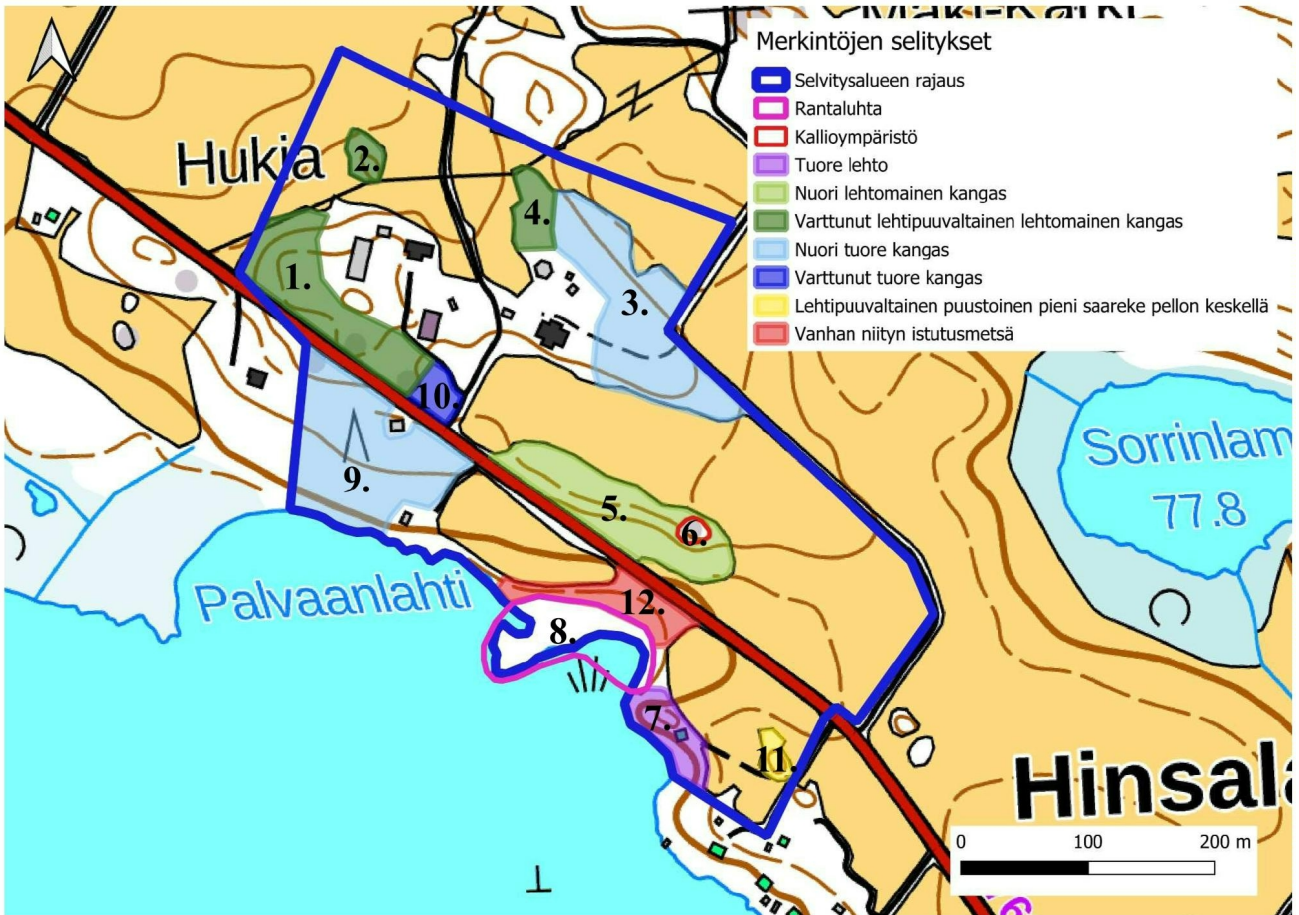 Mäki-Kärki
Merkintöjen selitykset
Selvitysalueen rajaus
Rantaluhta
Kallioympäristö
Tuore lehto
Nuori lehtomainen kangas
Varttunut lehtipuuvaltainen lehtomainen kangas
Nuori tuore kangas
Varttunut tuore kangas
Lehtipuuvaltainen puustoinen pieni saareke pellon keskellä
Vanhan niityn istutusmetsä
Hukia
2.
4.
1.
3.
10.
9.
5.
6.
Sorrinlam
77.8
Palvaanlahti
12.
8.
7.
11.
Hinsala
0 100 200 m